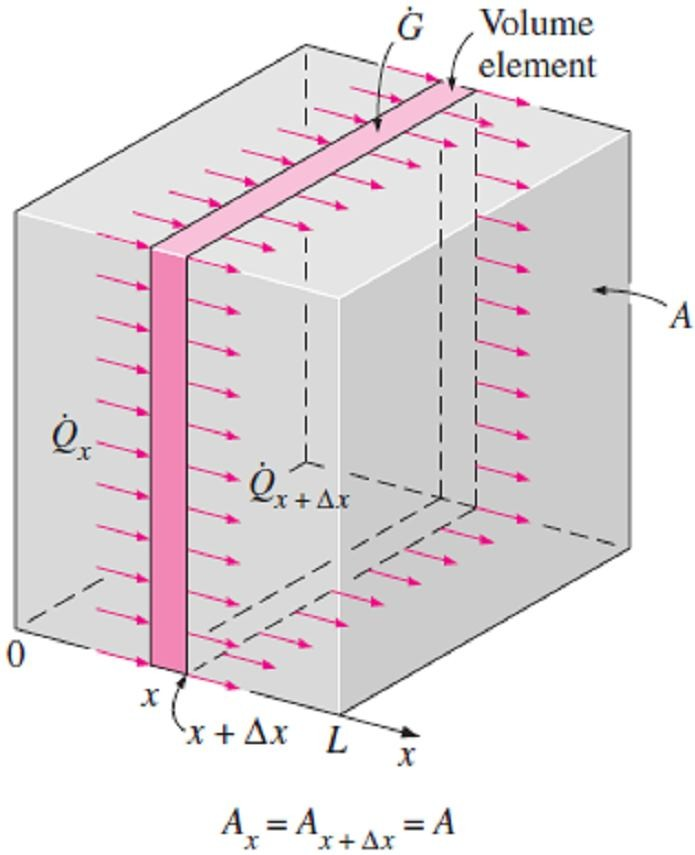 Ġ
Volume
element
A
Q̇ₓ
Q̇ₓ ₊ Δx
0
x
x + Δx
L
x
Aₓ = Aₓ ₊ Δx = A